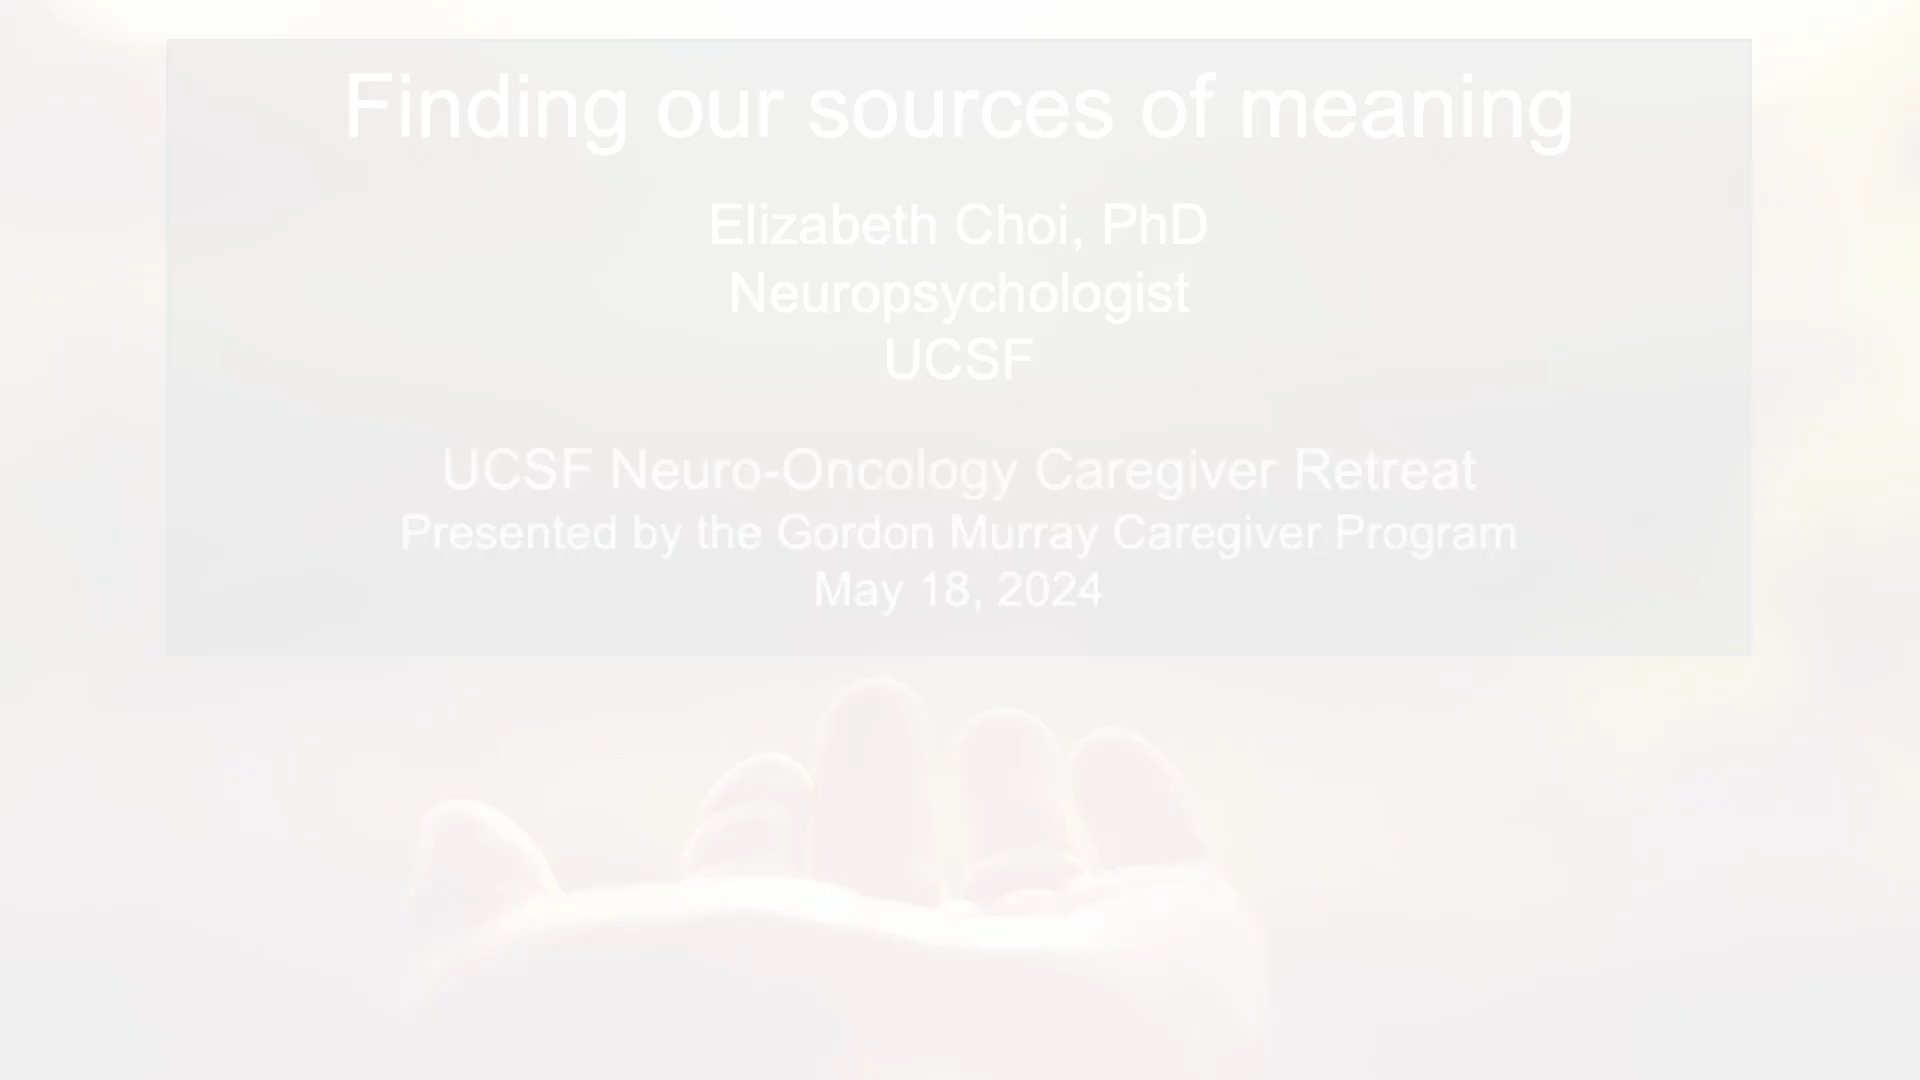 Finding our sources of meaning
Elizabeth Choi, PhD
Neuropsychologist
UCSF
UCSF Neuro-Oncology Caregiver Retreat
Presented by the Gordon Murray Caregiver Program
May 18, 2024